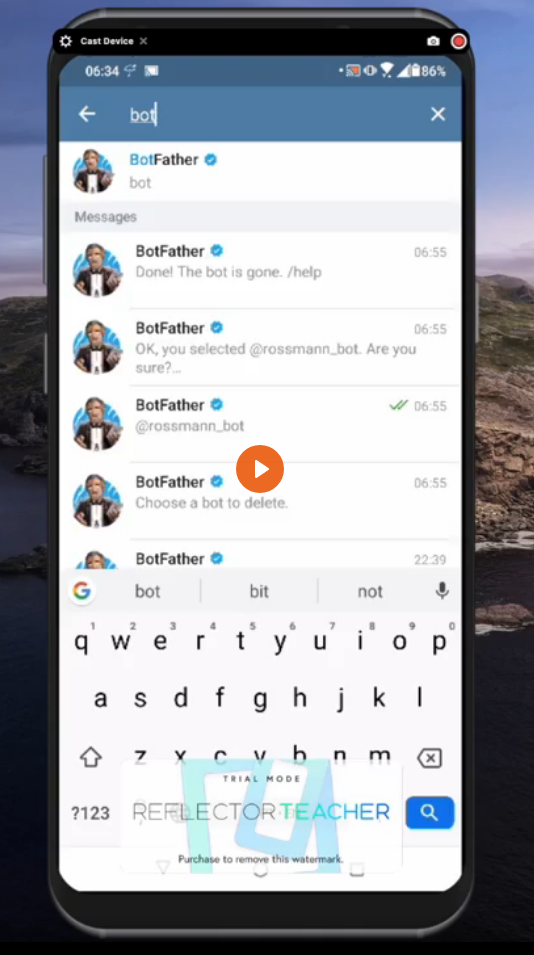 Cast Device
06:34 86%
bot
BotFather
bot
Messages
BotFather 06:55
Done! The bot is gone. /help
BotFather 06:55
OK, you selected @rossmann_bot. Are you
sure?...
BotFather 06:55
@rossmann_bot
BotFather 06:55
Choose a bot to delete.
BotFather 22:39
bot bit not
1 2 3 4 5 6 7 8 9 0
q w e r t y u i o p
a s d f g h j k l
z x c v b n m
TRIAL MODE
?123 REFLECTOR TEACHER
Purchase to remove this watermark.